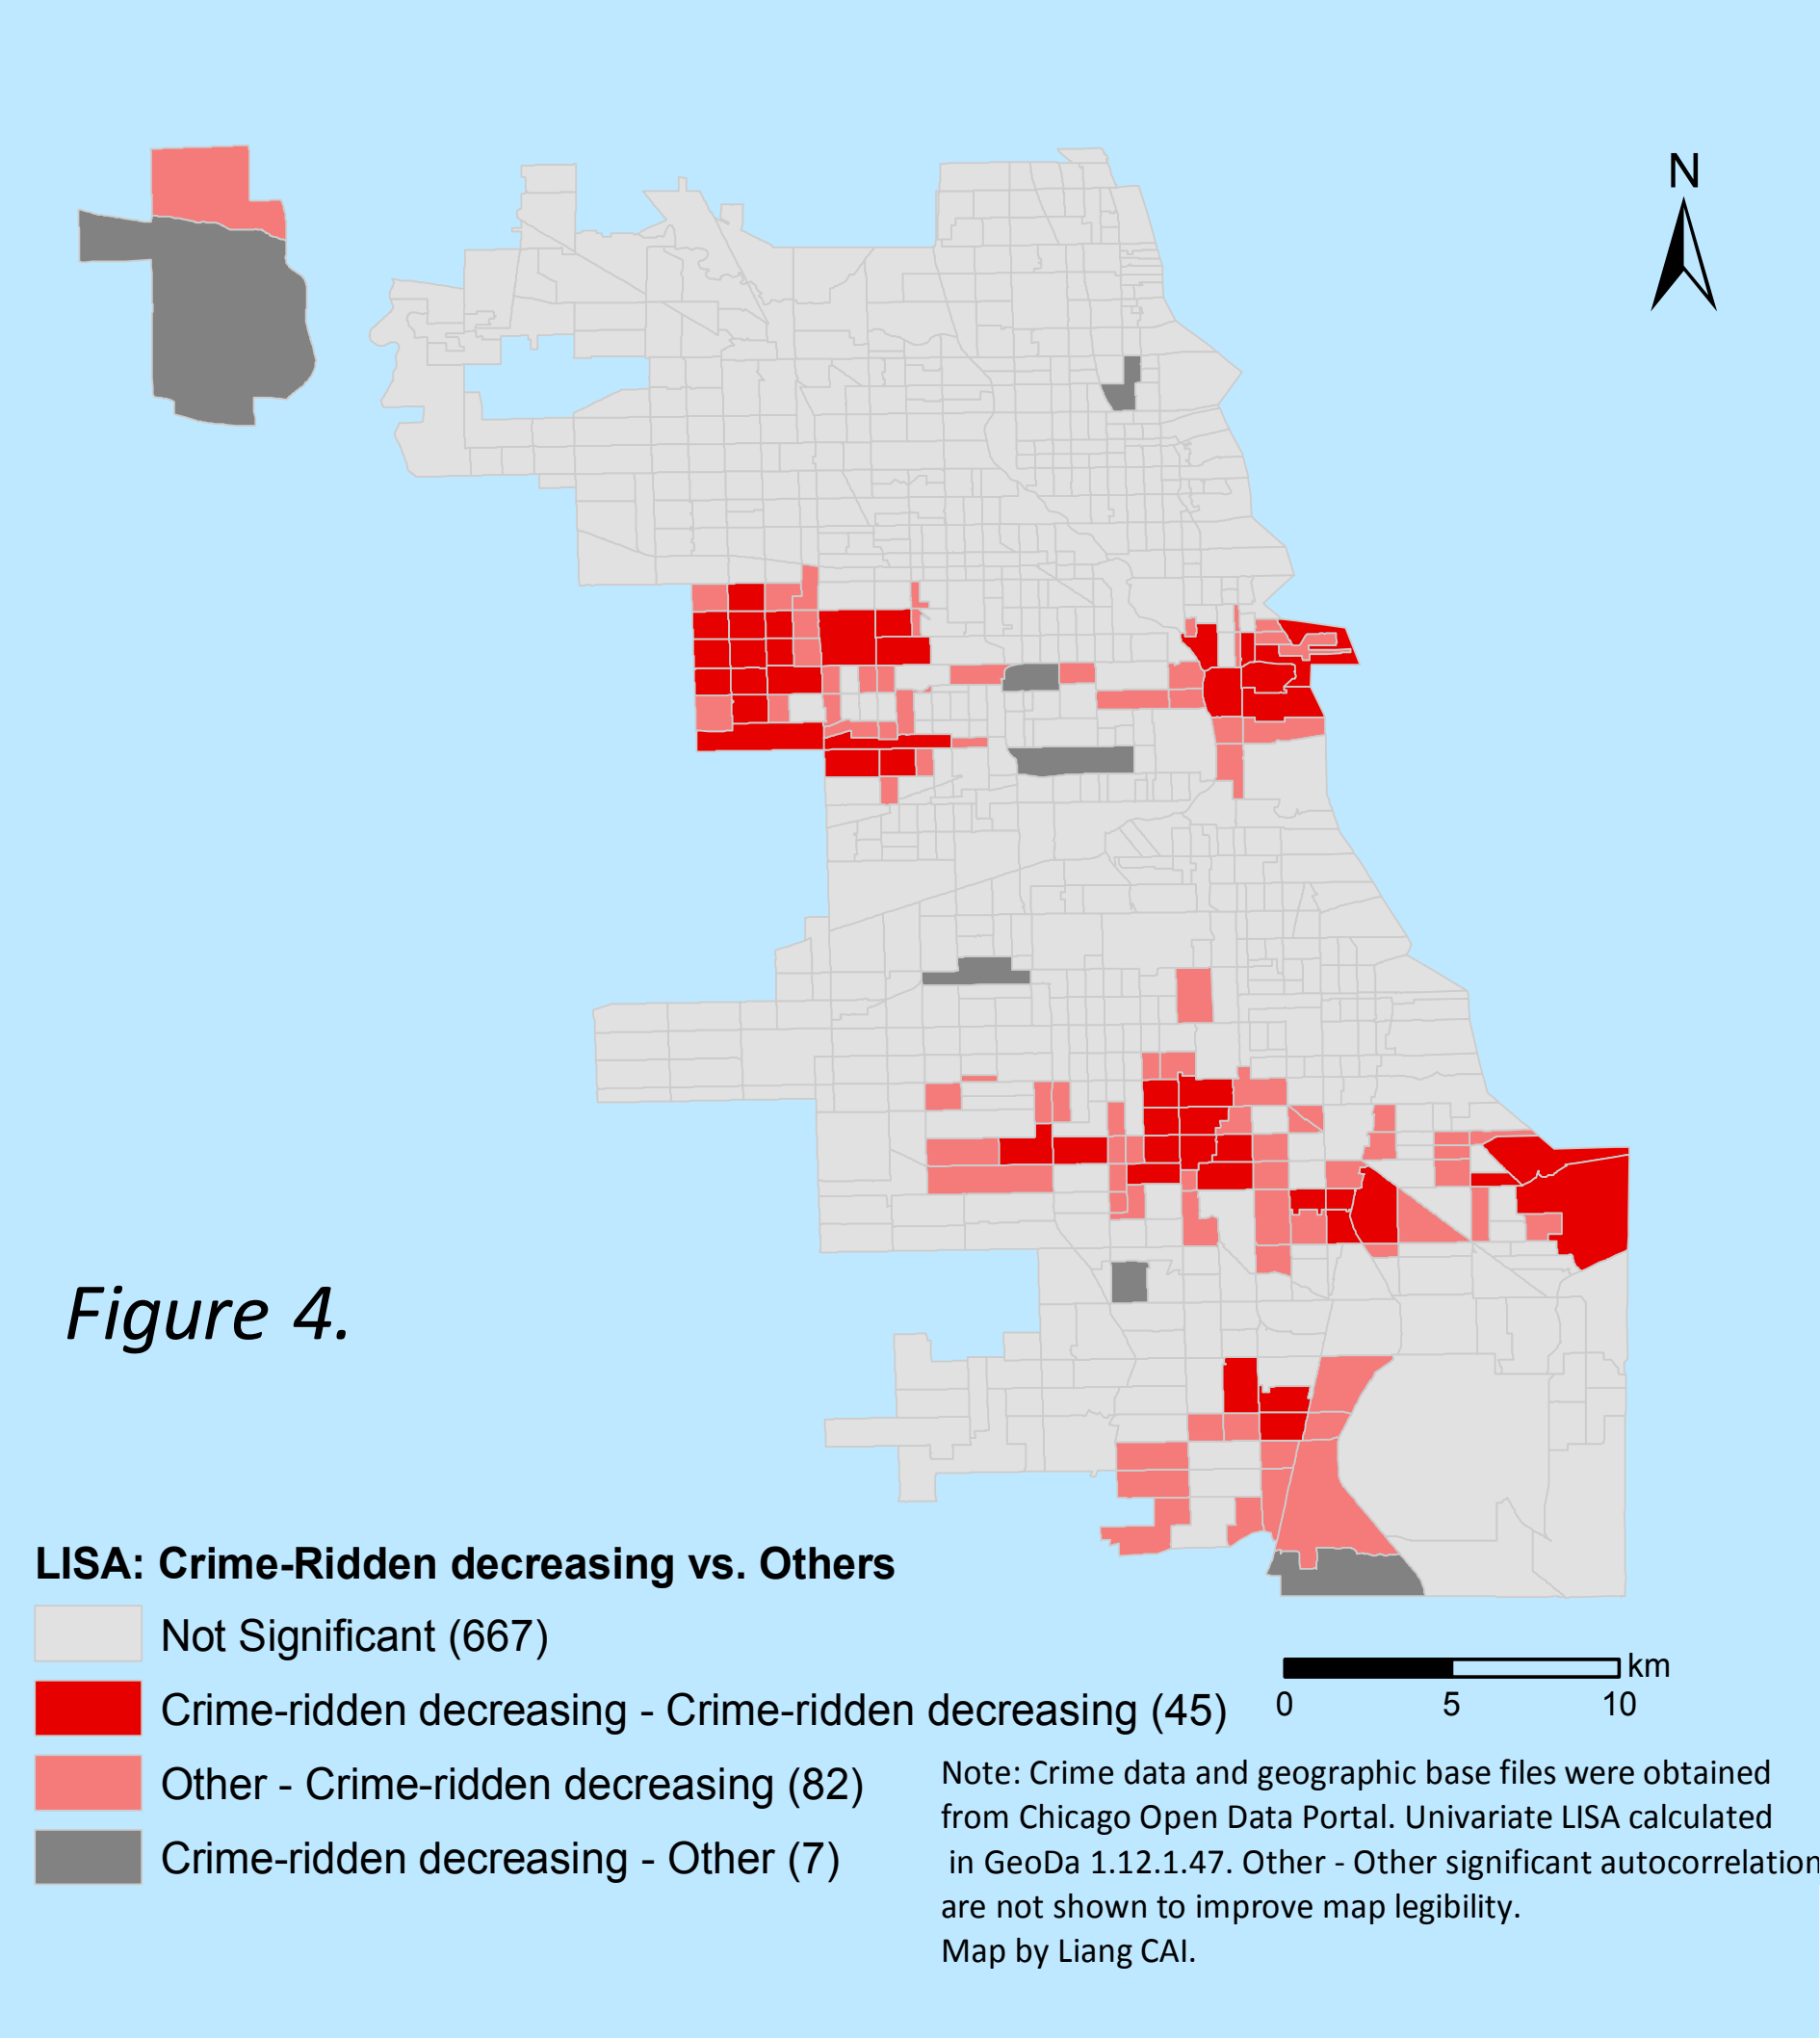 N
Figure 4.
LISA: Crime-Ridden decreasing vs. Others
Not Significant (667)
Crime-ridden decreasing - Crime-ridden decreasing (45)
Other - Crime-ridden decreasing (82)
Crime-ridden decreasing - Other (7)
km
0 5 10
Note: Crime data and geographic base files were obtained
from Chicago Open Data Portal. Univariate LISA calculated
in GeoDa 1.12.1.47. Other - Other significant autocorrelation
are not shown to improve map legibility.
Map by Liang CAI.